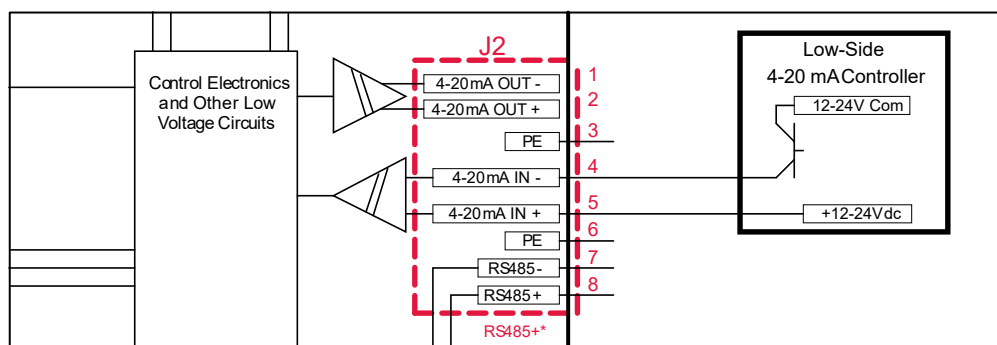 J2
Low-Side
4-20 mA Controller
Control Electronics
and Other Low
Voltage Circuits
4-20mA OUT -
1
4-20mA OUT +
2
12-24V Com
PE
3
4-20mA IN -
4
4-20mA IN +
5
+12-24Vdc
PE
6
RS485-
7
RS485+
8
RS485+*